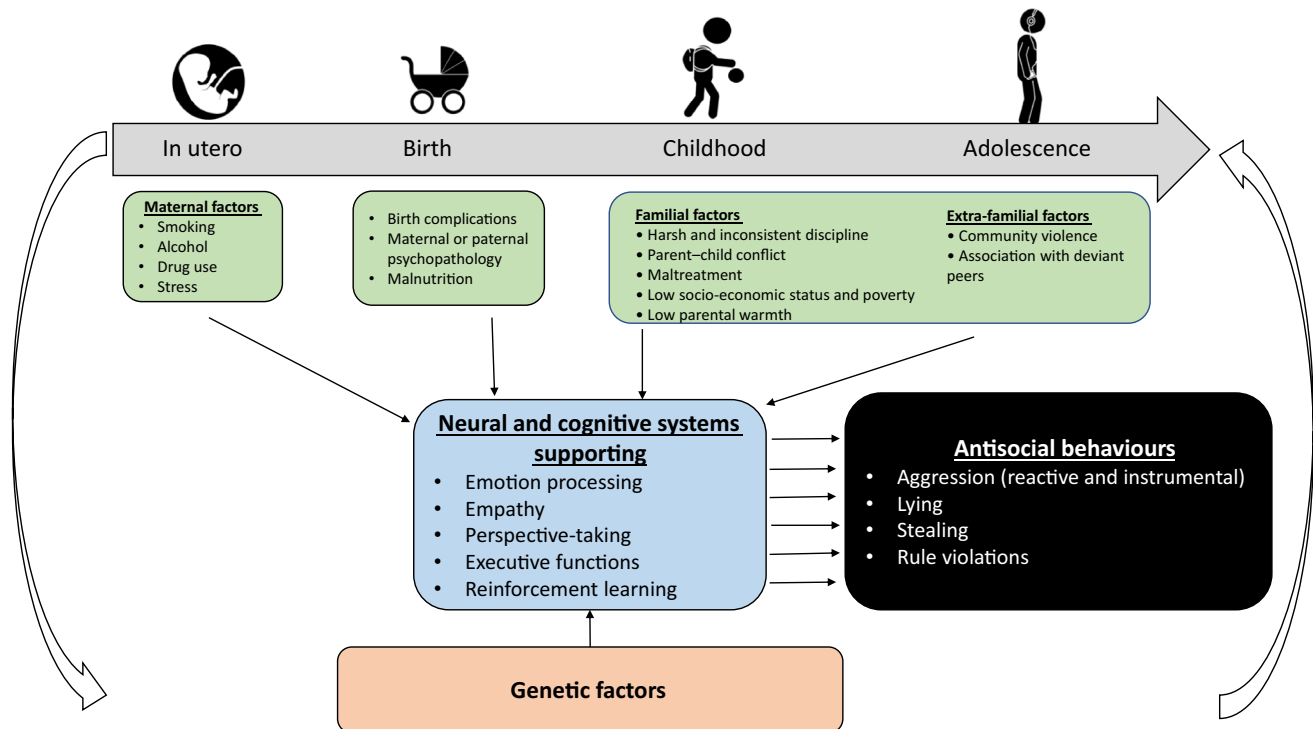 In utero
Birth
Childhood
Adolescence
Maternal factors
• Smoking
• Alcohol
• Drug use
• Stress
• Birth complications
• Maternal or paternal
psychopathology
• Malnutrition
Familial factors
• Harsh and inconsistent discipline
• Parent–child conflict
• Maltreatment
• Low socio-economic status and poverty
• Low parental warmth
Extra-familial factors
• Community violence
• Association with deviant
peers
Neural and cognitive systems
supporting
• Emotion processing
• Empathy
• Perspective-taking
• Executive functions
• Reinforcement learning
Antisocial behaviours
• Aggression (reactive and instrumental)
• Lying
• Stealing
• Rule violations
Genetic factors